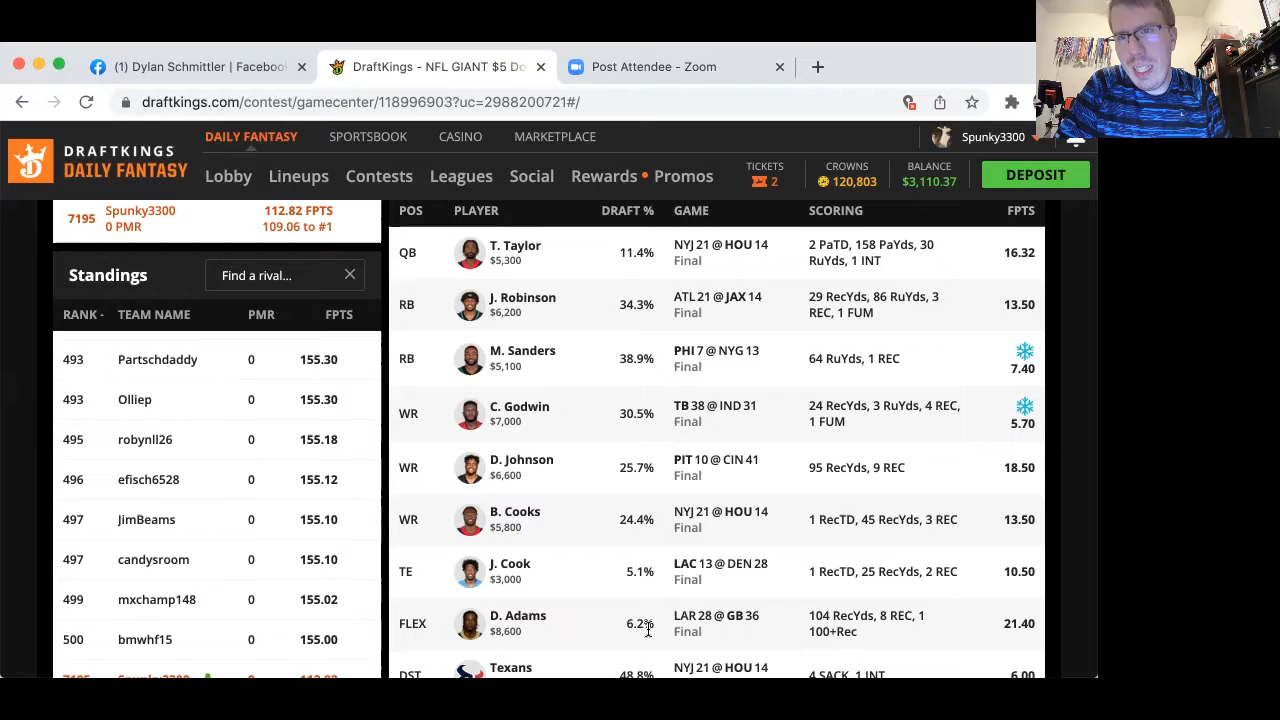 (1) Dylan Schmittler | Faceboo
DraftKings - NFL GIANT $5 Do
Post Attendee - Zoom
draftkings.com/contest/gamecenter/118996903?uc=2988200721#/
DAILY FANTASY SPORTSBOOK CASINO MARKETPLACE
Spunky3300
DRAFTKINGS
DAILY FANTASY
Lobby Lineups Contests Leagues Social Rewards Promos
TICKETS
2
CROWNS
120,803
BALANCE
$3,110.37
DEPOSIT
7195 Spunky3300 112.82 FPTS
0 PMR 109.06 to #1
Standings Find a rival...
RANK TEAM NAME PMR FPTS
493 Partschdaddy 0 155.30
493 Olliep 0 155.30
495 robynll26 0 155.18
496 efisch6528 0 155.12
497 JimBeams 0 155.10
497 candysroom 0 155.10
499 mxchamp148 0 155.02
500 bmwhf15 0 155.00
POS PLAYER DRAFT % GAME SCORING FPTS
QB T. Taylor 11.4% NYJ 21 @ HOU 14 2 PaTD, 158 PaYds, 30 16.32
$5,300 Final RuYds, 1 INT
RB J. Robinson 34.3% ATL 21 @ JAX 14 29 RecYds, 86 RuYds, 3 13.50
$6,200 Final REC, 1 FUM
RB M. Sanders 38.9% PHI 7 @ NYG 13 64 RuYds, 1 REC 7.40
$5,100 Final
WR C. Godwin 30.5% TB 38 @ IND 31 24 RecYds, 3 RuYds, 4 REC, 5.70
$7,000 Final 1 FUM
WR D. Johnson 25.7% PIT 10 @ CIN 41 95 RecYds, 9 REC 18.50
$6,600 Final
WR B. Cooks 24.4% NYJ 21 @ HOU 14 1 RecTD, 45 RecYds, 3 REC 13.50
$5,800 Final
TE J. Cook 5.1% LAC 13 @ DEN 28 1 RecTD, 25 RecYds, 2 REC 10.50
$3,000 Final
FLEX D. Adams 6.2% LAR 28 @ GB 36 104 RecYds, 8 REC, 1 21.40
$8,600 Final 100+Rec
DST Texans 48.8% NYJ 21 @ HOU 14 4 SACK, 1 INT 6.00